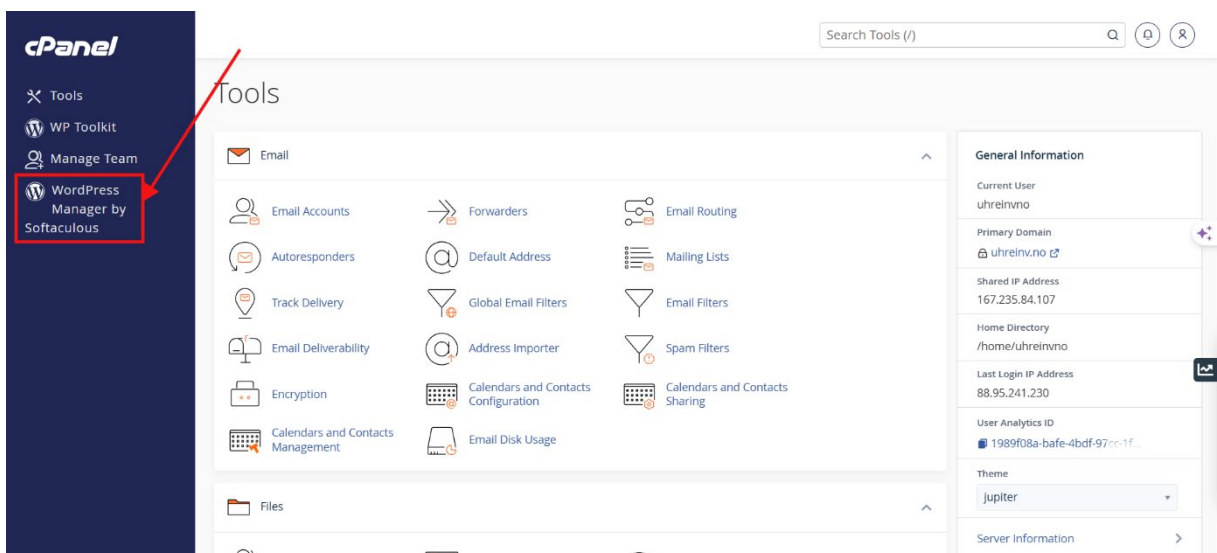 cPanel
Search Tools (/)
Tools
WP Toolkit
Manage Team
WordPress
Manager by
Softaculous
Tools
Email
Email Accounts
Forwarders
Email Routing
Autoresponders
Default Address
Mailing Lists
Track Delivery
Global Email Filters
Email Filters
Email Deliverability
Address Importer
Spam Filters
Encryption
Calendars and Contacts
Configuration
Calendars and Contacts
Sharing
Calendars and Contacts
Management
Email Disk Usage
Files
General Information
Current User
uhreinvno
Primary Domain
uhreinv.no
Shared IP Address
167.235.84.107
Home Directory
/home/uhreinvno
Last Login IP Address
88.95.241.230
User Analytics ID
1989f08a-bafe-4bdf-97cc-1f...
Theme
jupiter
Server Information